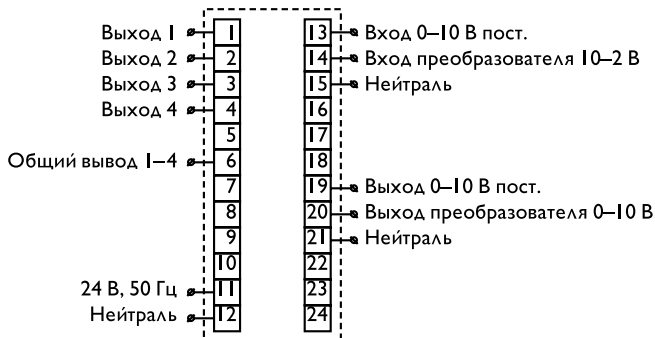 Выход 1 1 13 Вход 0–10 В пост.
Выход 2 2 14 Вход преобразователя 10–2 В
Выход 3 3 15 Нейтраль
Выход 4 4 16
5 17
Общий вывод 1–4 6 18
7 19 Выход 0–10 В пост.
8 20 Выход преобразователя 0–10 В
9 21 Нейтраль
10 22
24 В, 50 Гц 11 23
Нейтраль 12 24